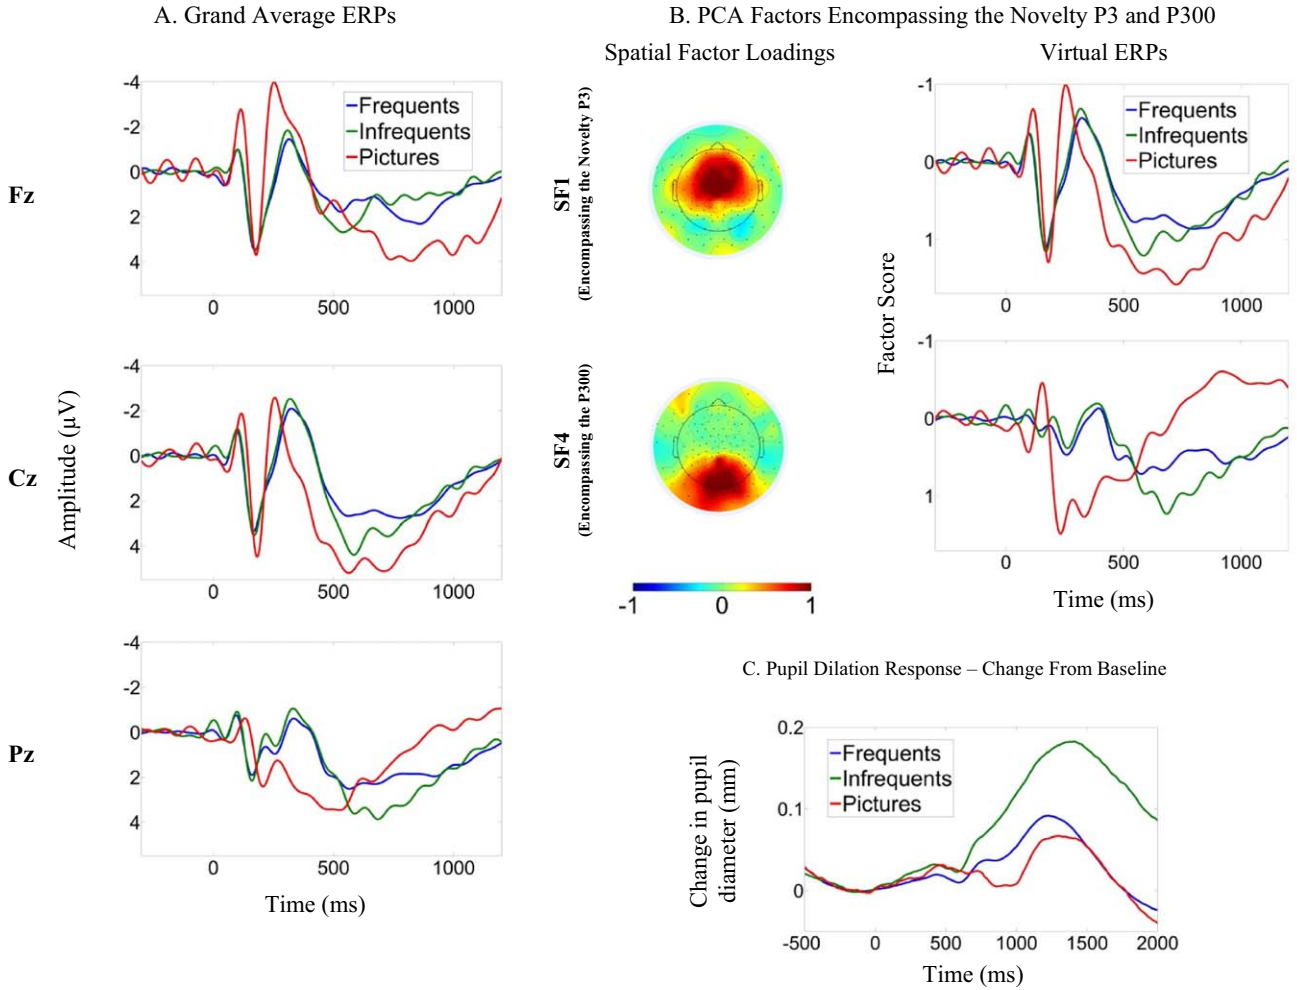 A. Grand Average ERPs
Fz
-4
-2
0
2
4
Frequents
Infrequents
Pictures
0
500
1000
Cz
Amplitude (μV)
-4
-2
0
2
4
0
500
1000
Pz
-4
-2
0
2
4
0
500
1000
Time (ms)
B. PCA Factors Encompassing the Novelty P3 and P300
Spatial Factor Loadings
Virtual ERPs
SF1
(Encompassing the Novelty P3)
SF4
(Encompassing the P300)
-1
0
1
Factor Score
-1
0
1
Frequents
Infrequents
Pictures
0
500
1000
-1
0
1
0
500
1000
Time (ms)
C. Pupil Dilation Response – Change From Baseline
Change in pupil
diameter (mm)
0.2
0.1
0
Frequents
Infrequents
Pictures
-500
0
500
1000
1500
2000
Time (ms)